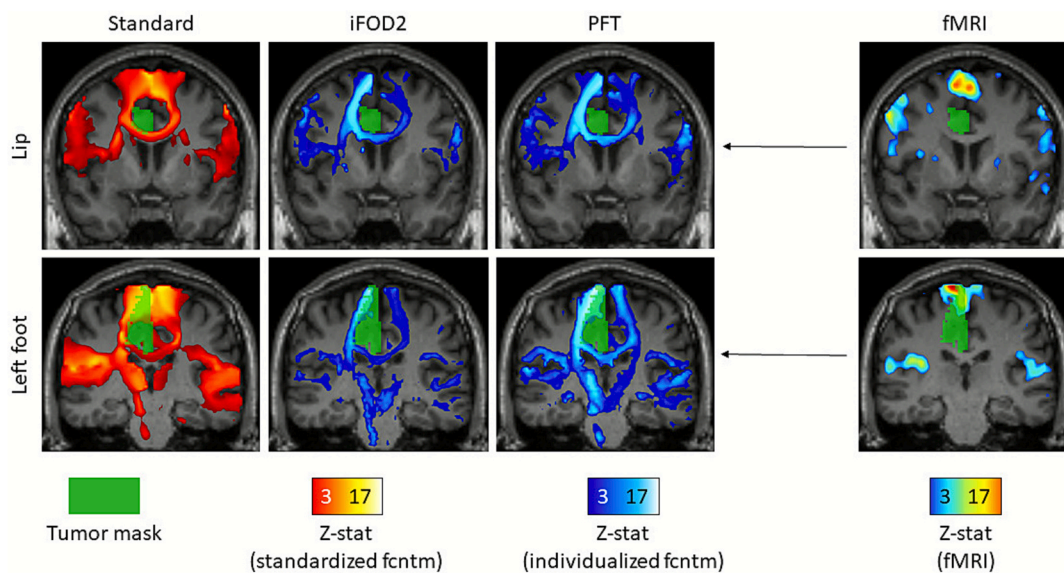 Standard
iFOD2
PFT
fMRI
Lip
Left foot
3 17
3 17
3 17
Tumor mask
Z-stat
(standardized fcntm)
Z-stat
(individualized fcntm)
Z-stat
(fMRI)